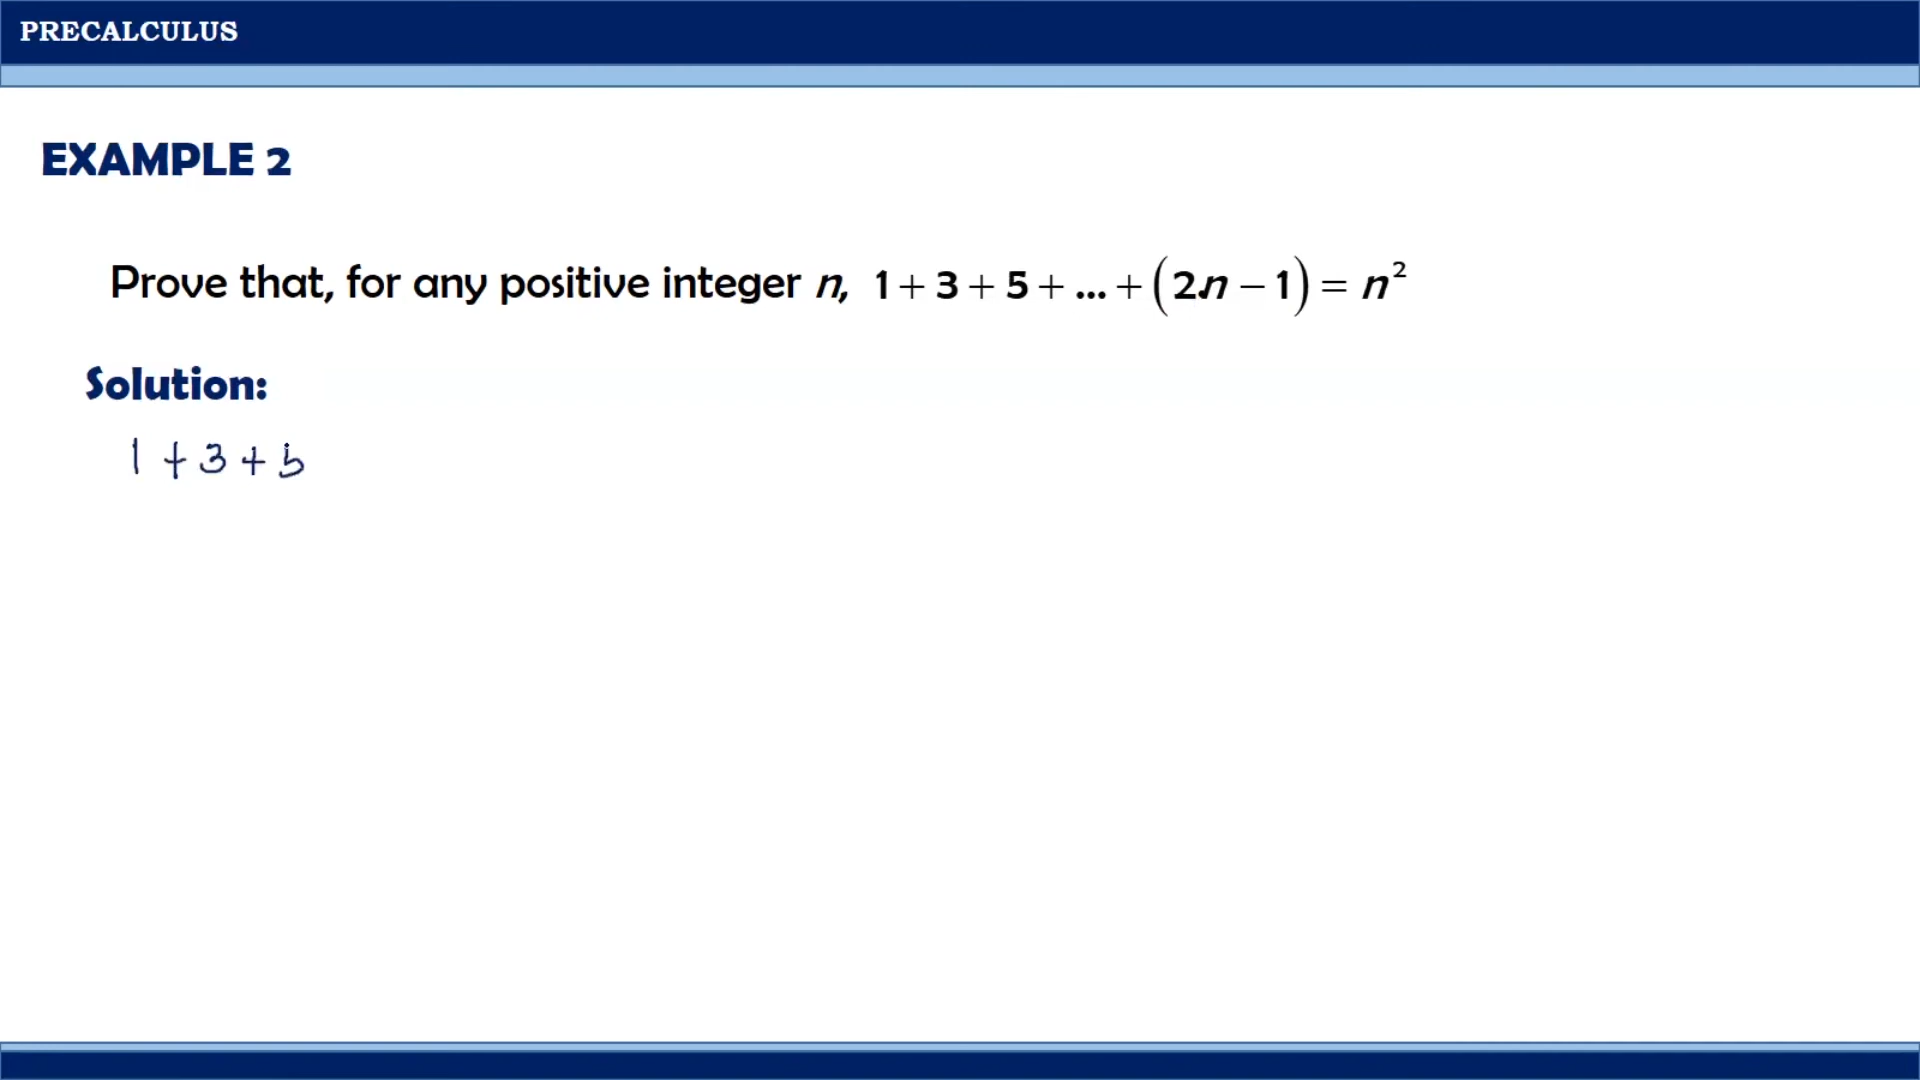 PRECALCULUS
EXAMPLE 2
Prove that, for any positive integer n, 1 + 3 + 5 + ... + (2n − 1) = n²
Solution:
1 + 3 + 5